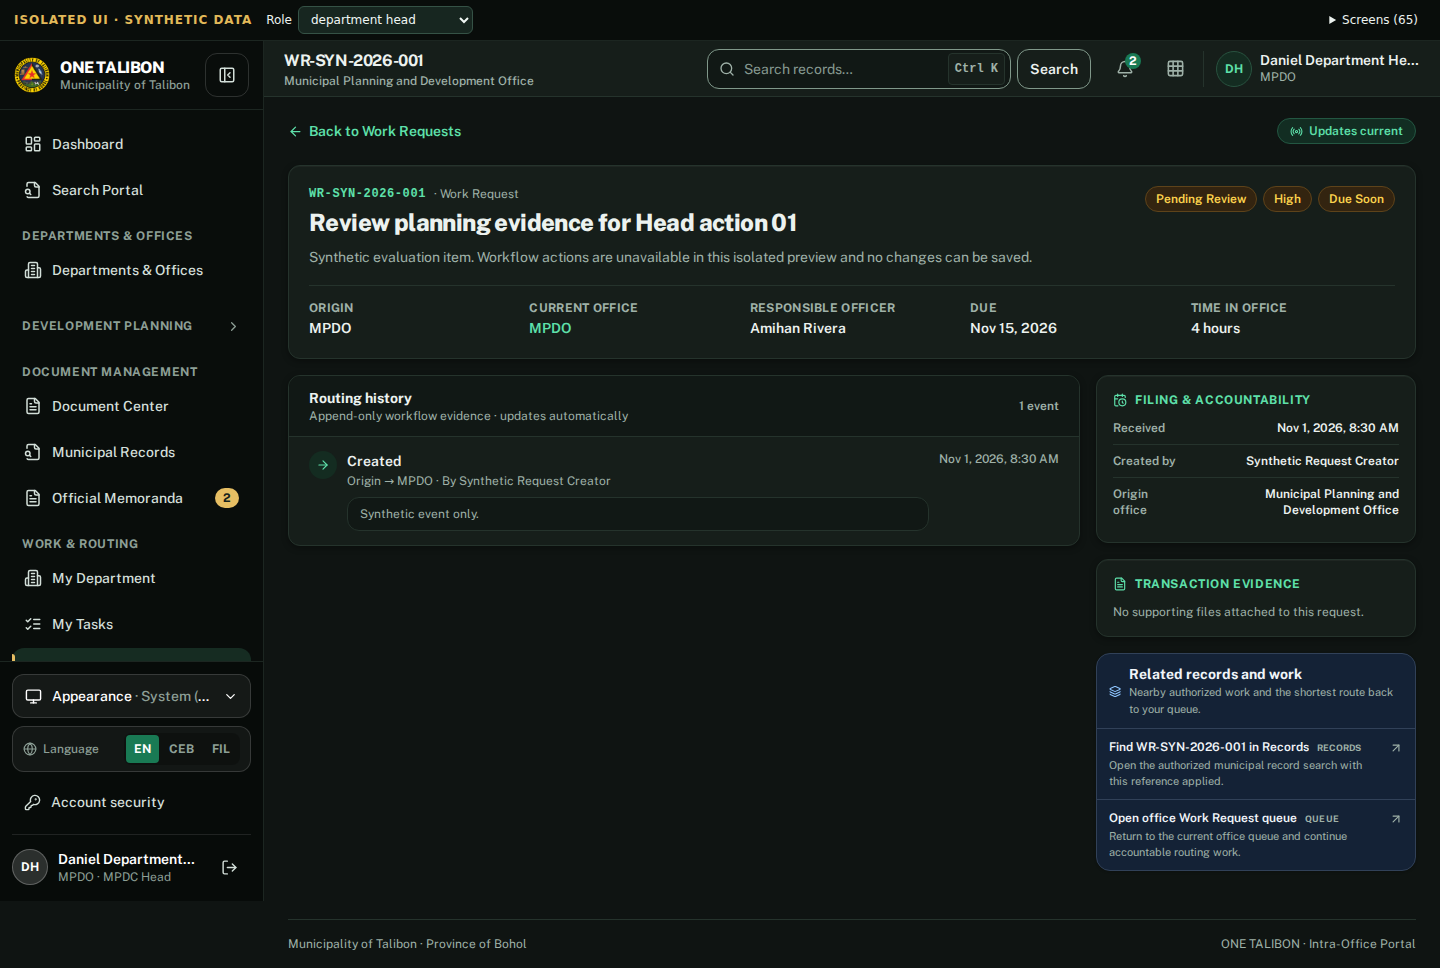 ISOLATED UI · SYNTHETIC DATA
Role
department head
Screens (65)
ONE TALIBON
Municipality of Talibon
WR-SYN-2026-001
Municipal Planning and Development Office
Search records...
Ctrl K
Search
2
DH
Daniel Department He...
MPDO
Dashboard
Search Portal
DEPARTMENTS & OFFICES
Departments & Offices
DEVELOPMENT PLANNING
DOCUMENT MANAGEMENT
Document Center
Municipal Records
Official Memoranda
2
WORK & ROUTING
My Department
My Tasks
Appearance · System (...
Language
EN
CEB
FIL
Account security
DH
Daniel Department...
MPDO · MPDC Head
Back to Work Requests
Updates current
WR-SYN-2026-001 · Work Request
Pending Review
High
Due Soon
Review planning evidence for Head action 01
Synthetic evaluation item. Workflow actions are unavailable in this isolated preview and no changes can be saved.
ORIGIN
MPDO
CURRENT OFFICE
MPDO
RESPONSIBLE OFFICER
Amihan Rivera
DUE
Nov 15, 2026
TIME IN OFFICE
4 hours
Routing history
Append-only workflow evidence · updates automatically
1 event
Created
Nov 1, 2026, 8:30 AM
Origin → MPDO · By Synthetic Request Creator
Synthetic event only.
FILING & ACCOUNTABILITY
Received
Nov 1, 2026, 8:30 AM
Created by
Synthetic Request Creator
Origin office
Municipal Planning and Development Office
TRANSACTION EVIDENCE
No supporting files attached to this request.
Related records and work
Nearby authorized work and the shortest route back
to your queue.
Find WR-SYN-2026-001 in Records RECORDS
Open the authorized municipal record search with
this reference applied.
Open office Work Request queue QUEUE
Return to the current office queue and continue
accountable routing work.
Municipality of Talibon · Province of Bohol
ONE TALIBON · Intra-Office Portal